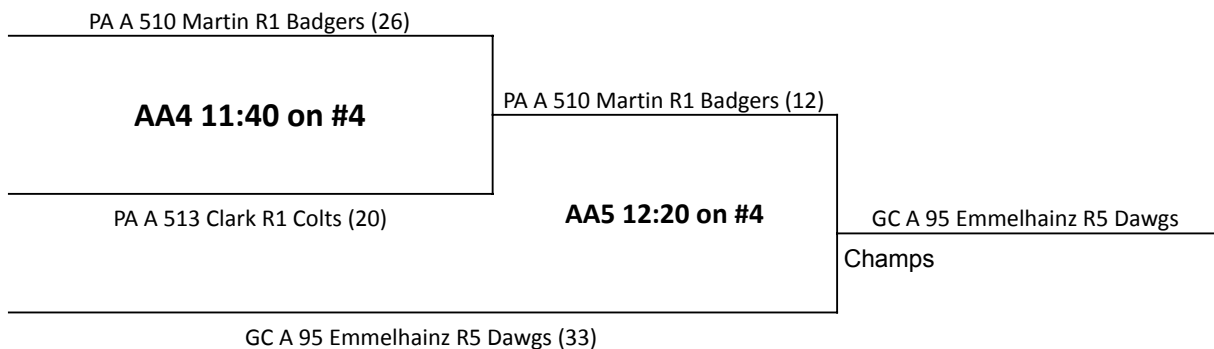 PA A 510 Martin R1 Badgers (26)
AA4 11:40 on #4
PA A 510 Martin R1 Badgers (12)
PA A 513 Clark R1 Colts (20)
AA5 12:20 on #4
GC A 95 Emmelhainz R5 Dawgs
Champs
GC A 95 Emmelhainz R5 Dawgs (33)